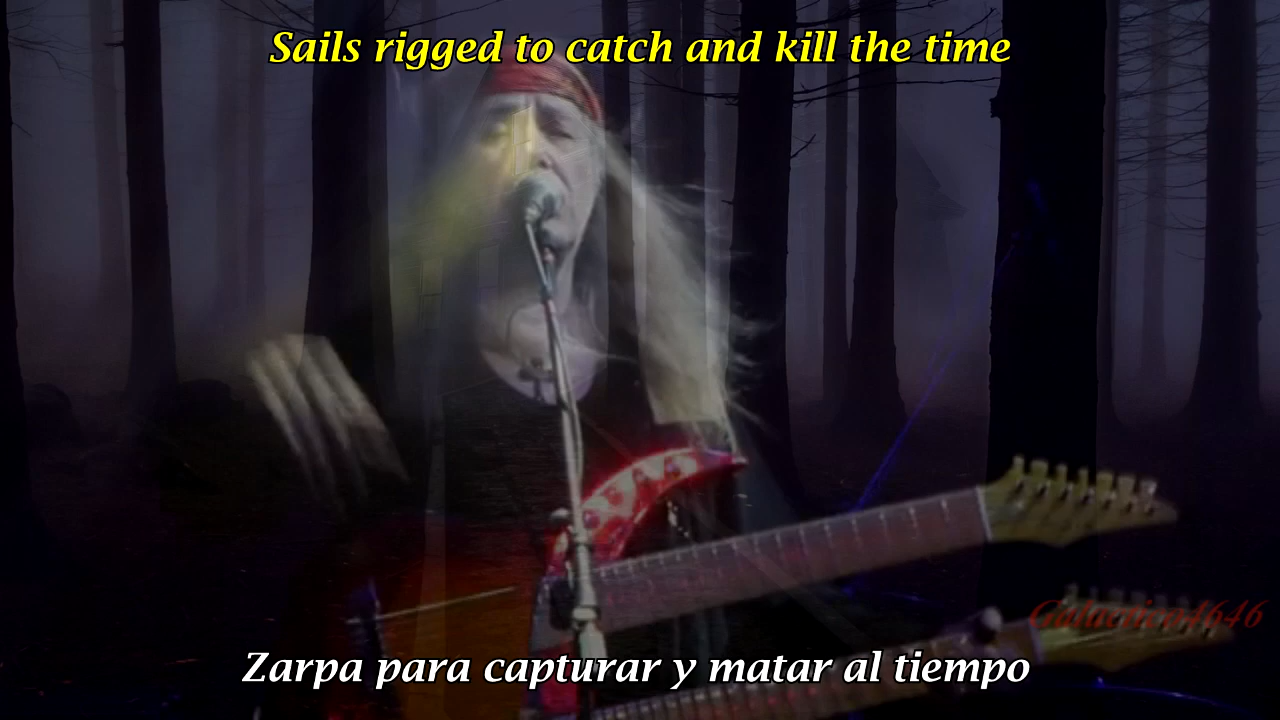 Sails rigged to catch and kill the time
Galactico4646
Zarpa para capturar y matar al tiempo